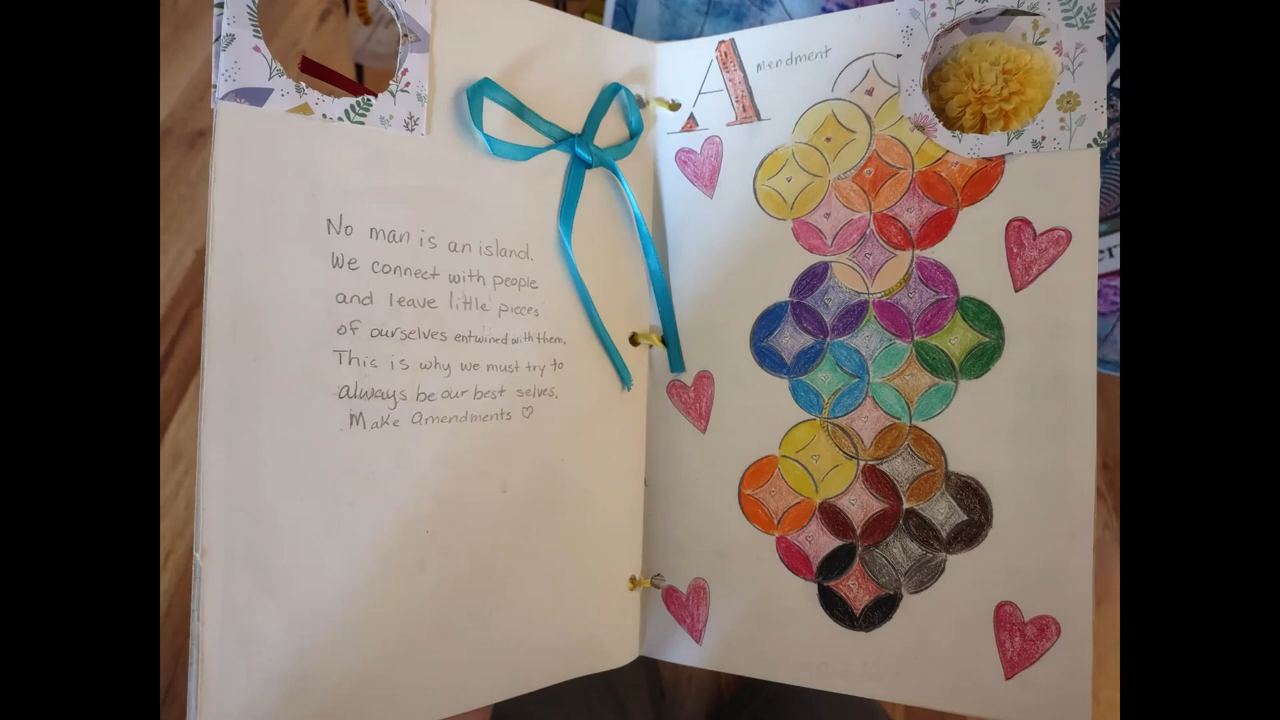 No man is an island.
We connect with people
and leave little pieces
of ourselves entwined with them.
This is why we must try to
always be our best selves.
Make Amendments ♡
Amendment